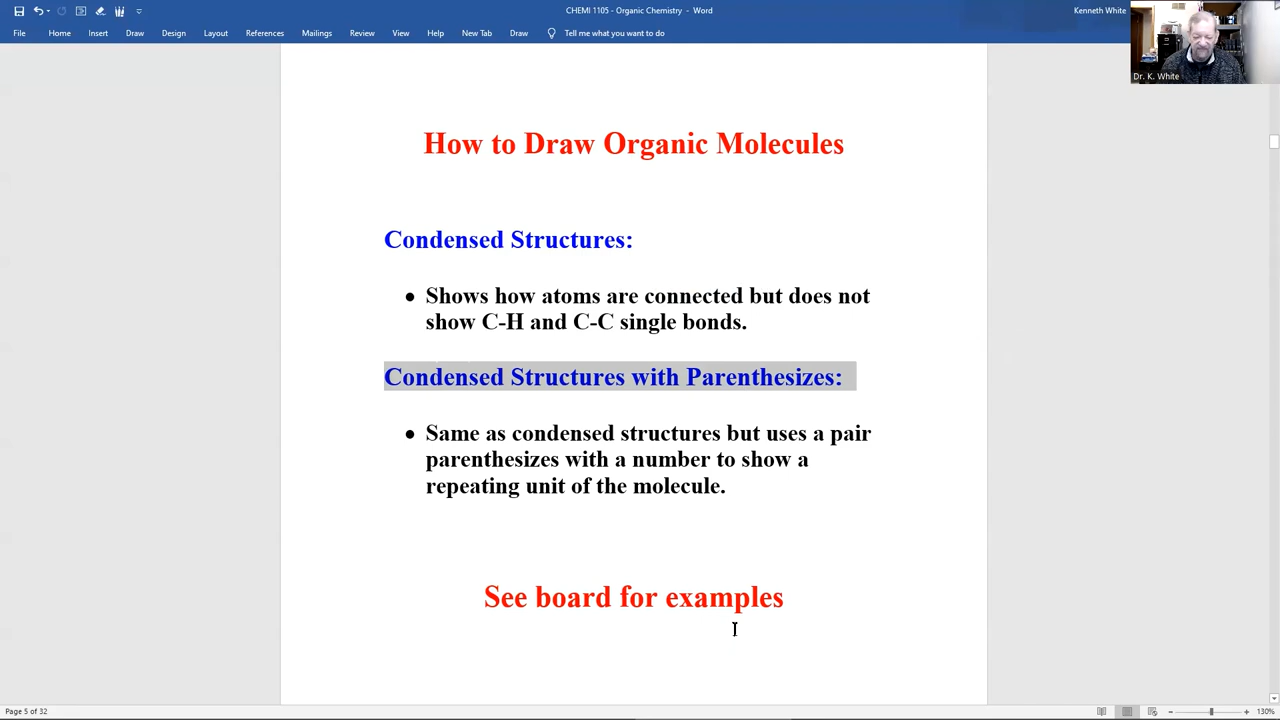 CHEMI 1105 - Organic Chemistry - Word
Kenneth White
File Home Insert Draw Design Layout References Mailings Review View Help New Tab Draw Tell me what you want to do
Dr. K. White
How to Draw Organic Molecules
Condensed Structures:
• Shows how atoms are connected but does not
show C-H and C-C single bonds.
Condensed Structures with Parenthesizes:
• Same as condensed structures but uses a pair
parenthesizes with a number to show a
repeating unit of the molecule.
See board for examples
Page 5 of 32
130%